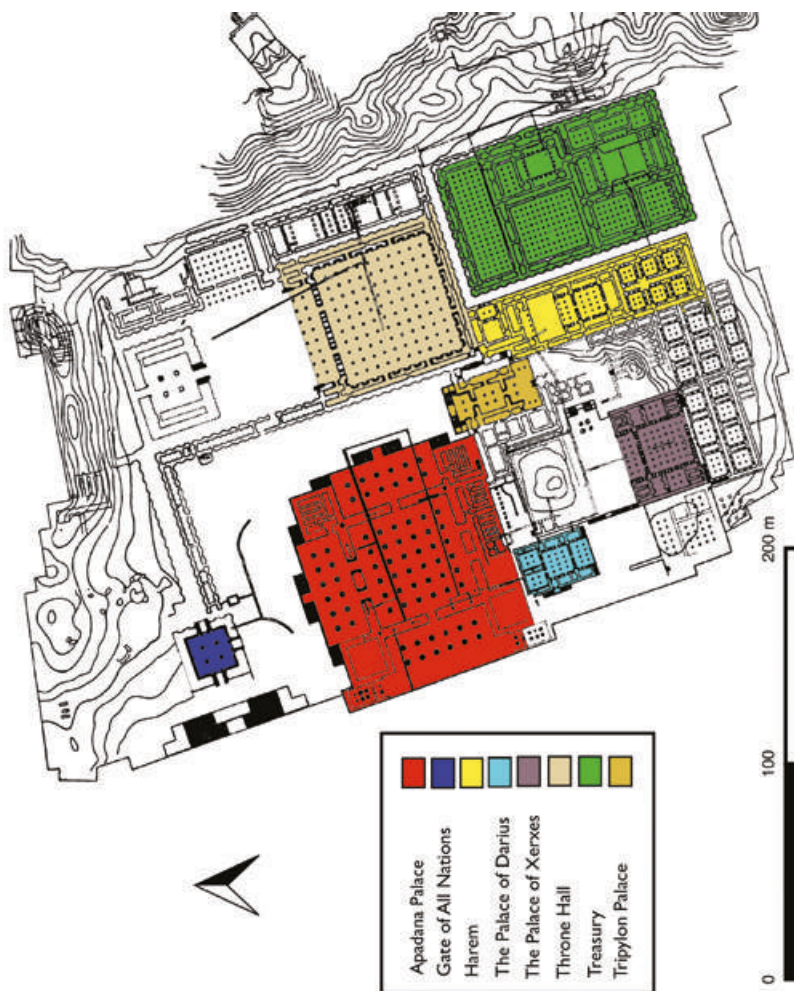 Apadana Palace
Gate of All Nations
Harem
The Palace of Darius
The Palace of Xerxes
Throne Hall
Treasury
Tripylon Palace
0
100
200 m